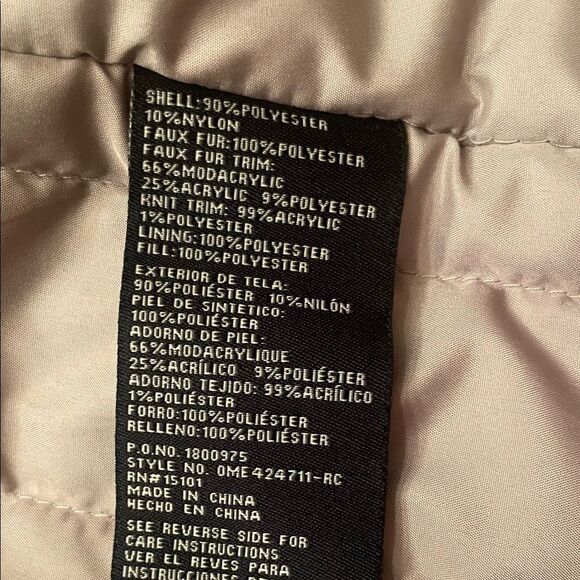 SHELL:90%POLYESTER
10%NYLON
FAUX FUR:100%POLYESTER
FAUX FUR TRIM:
66%MODACRYLIC
25%ACRYLIC 9%POLYESTER
KNIT TRIM: 99%ACRYLIC
1%POLYESTER
LINING:100%POLYESTER
FILL:100%POLYESTER
EXTERIOR DE TELA:
90%POLIÉSTER 10%NILÓN
PIEL DE SINTETICO:
100%POLIÉSTER
ADORNO DE PIEL:
66%MODACRYLIQUE
25%ACRÍLICO 9%POLIÉSTER
ADORNO TEJIDO: 99%ACRÍLICO
1%POLIÉSTER
FORRO:100%POLIÉSTER
RELLENO:100%POLIÉSTER
P.O.NO. 1800975
STYLE NO. OME424711-RC
RN#15101
MADE IN CHINA
HECHO EN CHINA
SEE REVERSE SIDE FOR
CARE INSTRUCTIONS
VER EL REVES PARA
INSTRUCCIONES DE